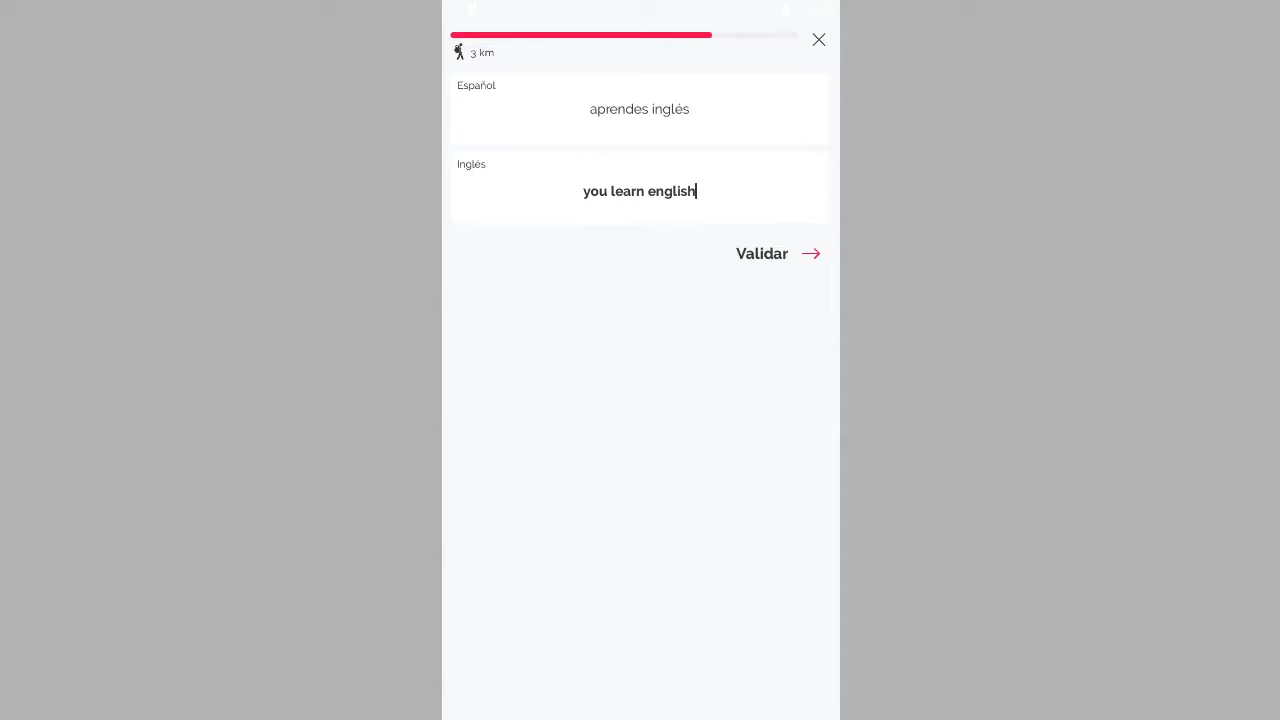 3 km
Español
aprendes inglés
Inglés
you learn english
Validar